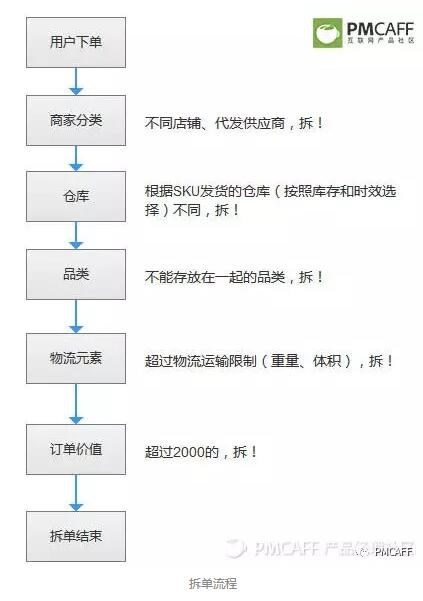 PMCAFF
互联网产品社区
用户下单
商家分类
不同店铺、代发供应商，拆！
仓库
根据SKU发货的仓库（按照库存和时效选
择）不同，拆！
品类
不能存放在一起的品类，拆！
物流元素
超过物流运输限制（重量、体积），拆！
订单价值
超过2000的，拆！
拆单结束
PMCAFF 产品
社区
PMCAFF
拆单流程